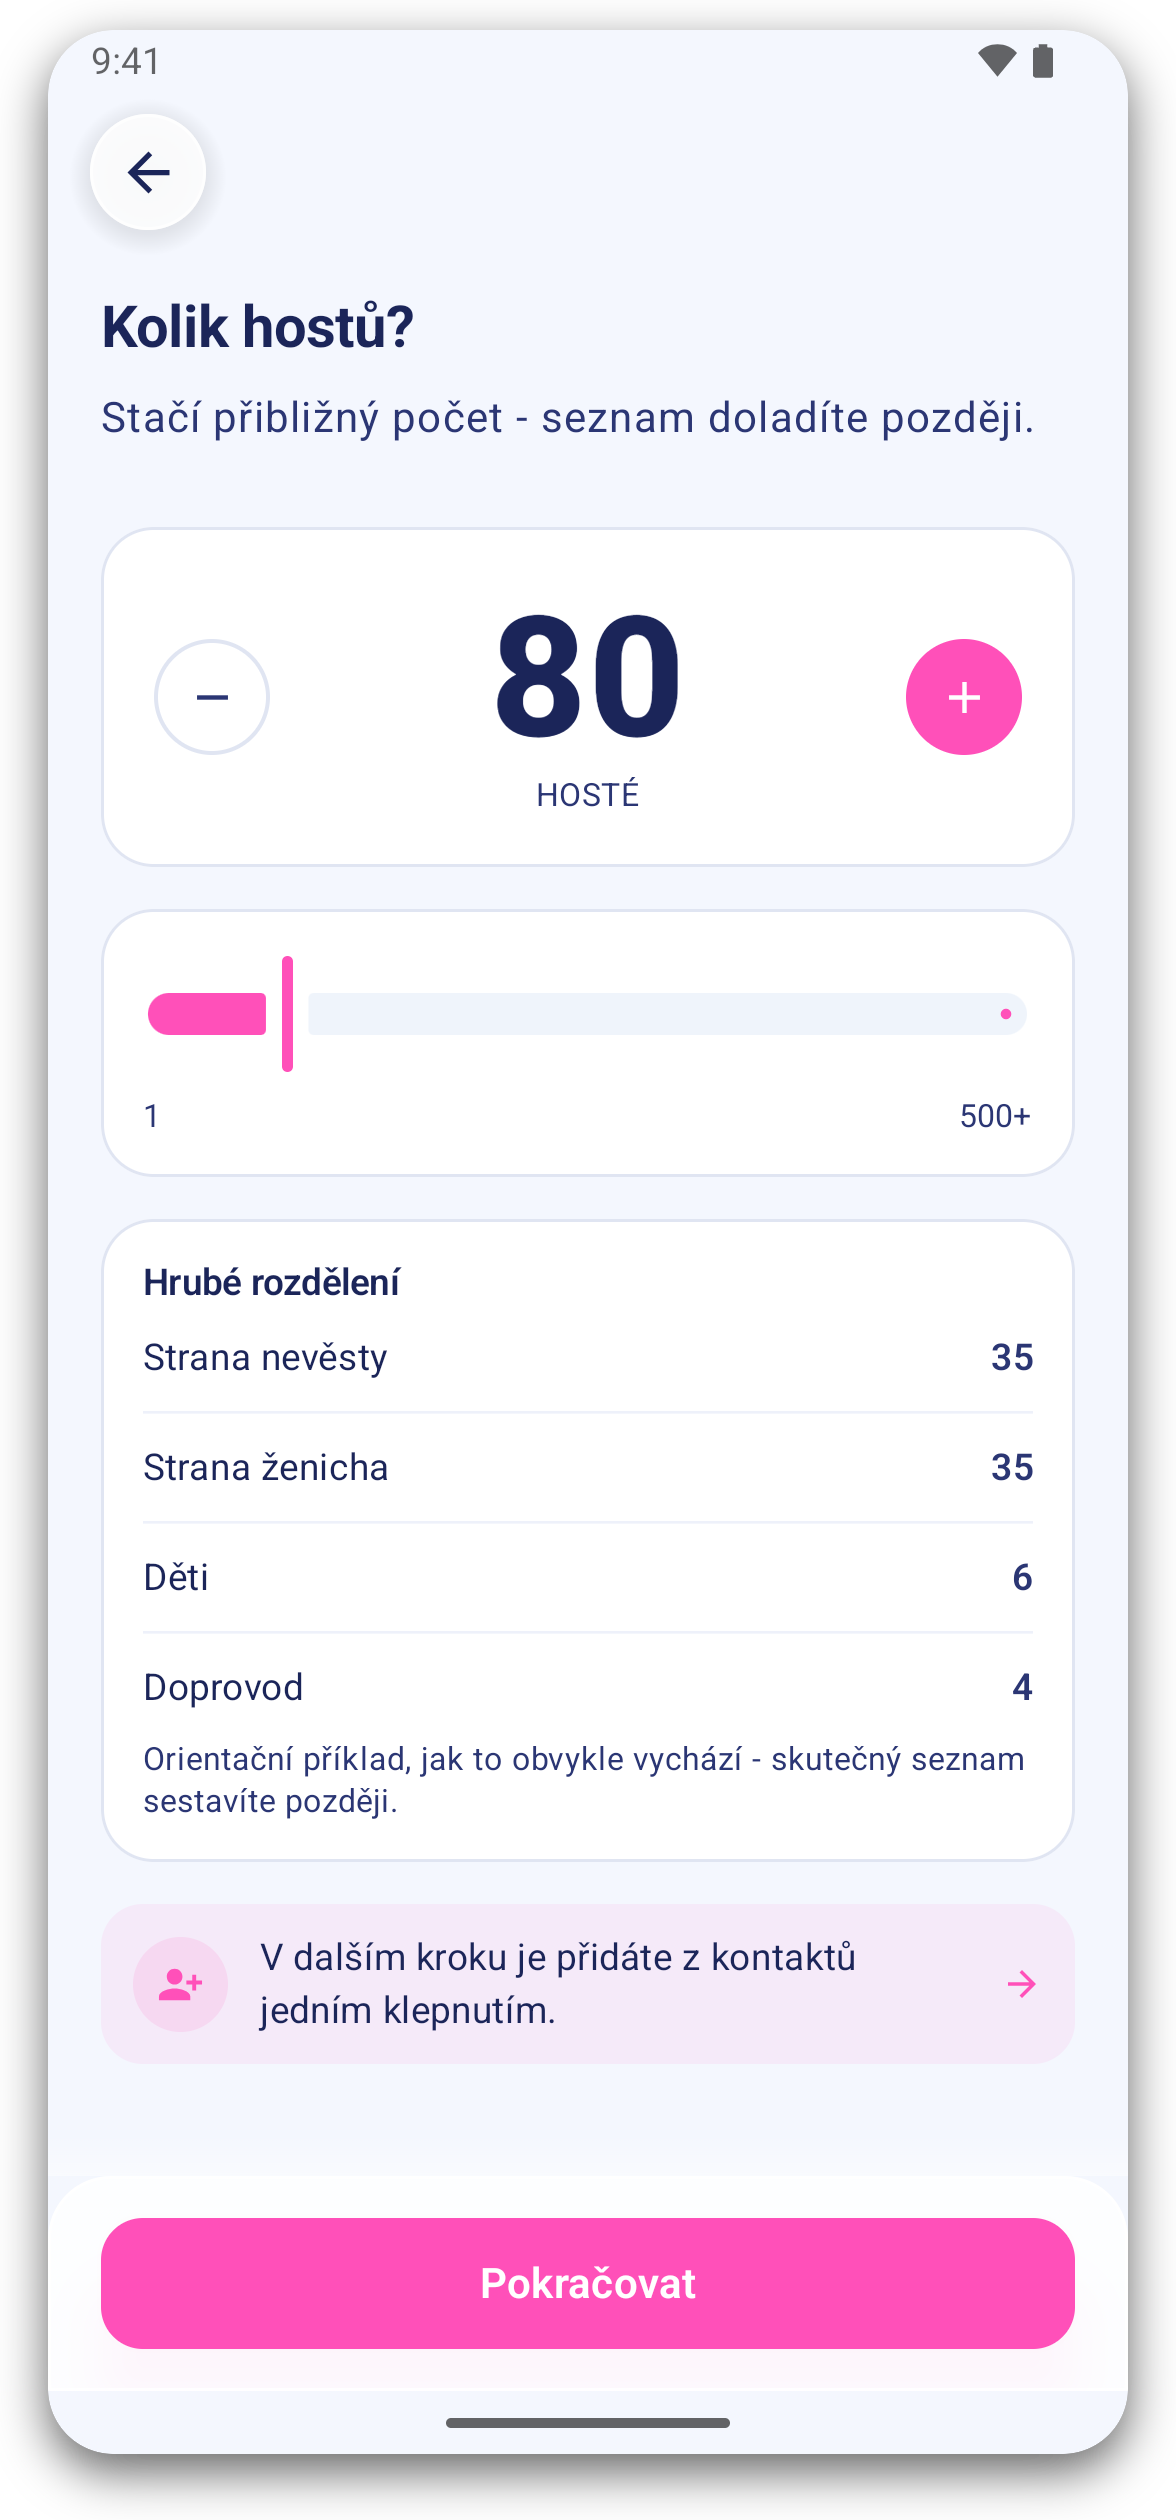 9:41
Kolik hostů?
Stačí přibližný počet - seznam doladíte později.
80
HOSTÉ
1
500+
Hrubé rozdělení
Strana nevěsty 35
Strana ženicha 35
Děti 6
Doprovod 4
Orientační příklad, jak to obvykle vychází - skutečný seznam
sestavíte později.
V dalším kroku je přidáte z kontaktů
jedním klepnutím.
Pokračovat